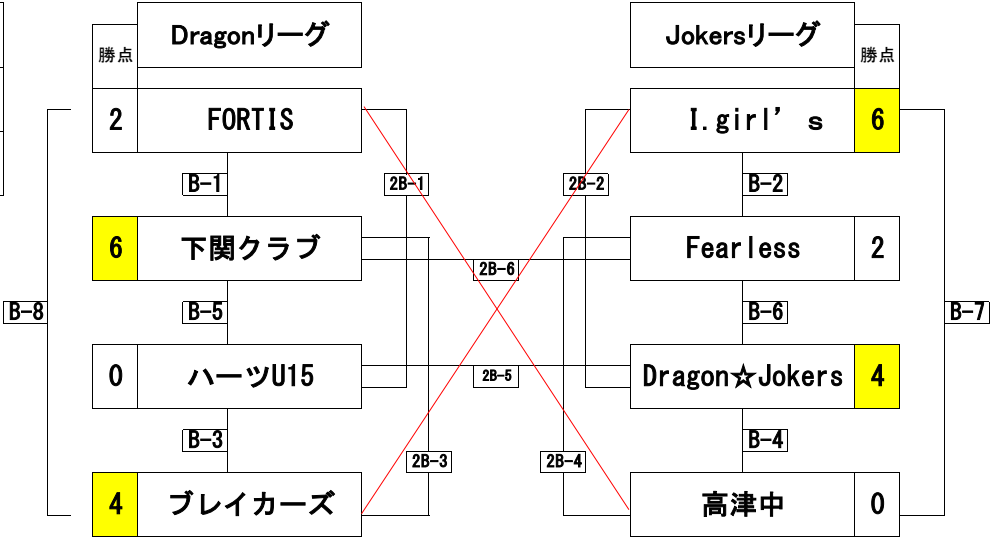 Dragonリーグ
Jokersリーグ
勝点
勝点
2 FORTIS
I.girl’s 6
B-1
2B-1
2B-2
B-2
6 下関クラブ
Fearless 2
2B-6
B-8
B-5
B-6
B-7
0 ハーツU15
Dragon☆Jokers 4
2B-5
B-3
B-4
2B-3
2B-4
4 ブレイカーズ
高津中 0